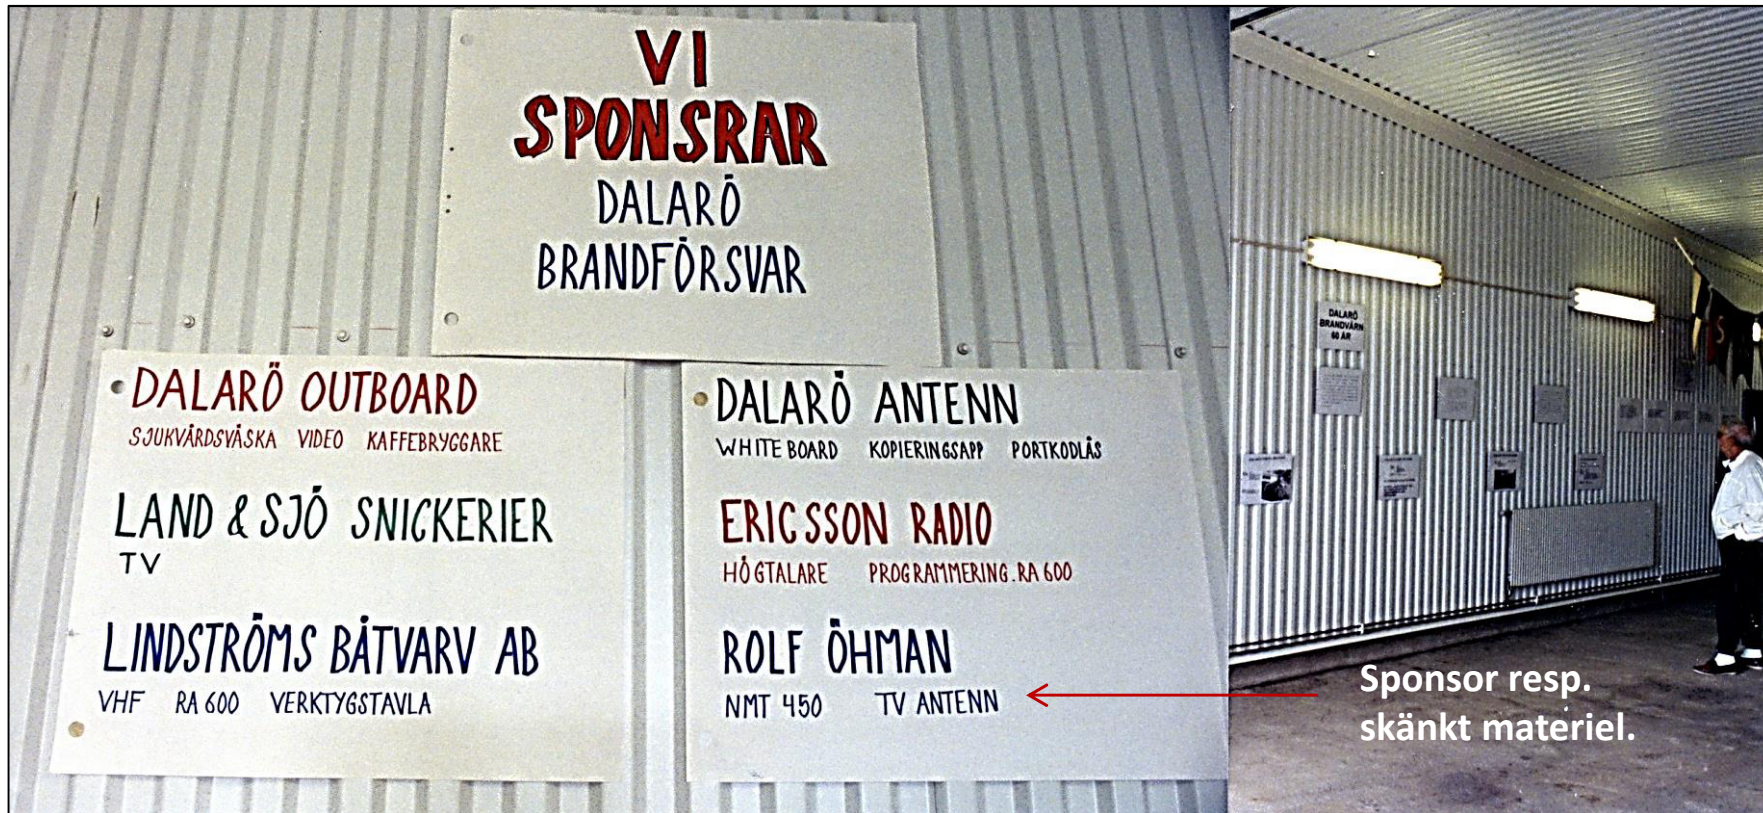 VI
SPONSRAR
DALARÖ
BRANDFÖRSVAR
DALARÖ OUTBOARD
SJUKVÅRDSVÄSKA VIDEO KAFFEBRYGGARE
LAND & SJÖ SNICKERIER
TV
LINDSTRÖMS BÅTVARV AB
VHF RA 600 VERKTYGSTAVLA
DALARÖ ANTENN
WHITE BOARD KOPIERINGSAPP PORTKODLÅS
ERICSSON RADIO
HÖGTALARE PROGRAMMERING.RA 600
ROLF ÖHMAN
NMT 450 TV ANTENN
DALARÖ
BRANDVÄRN
60 ÅR
Sponsor resp.
skänkt materiel.